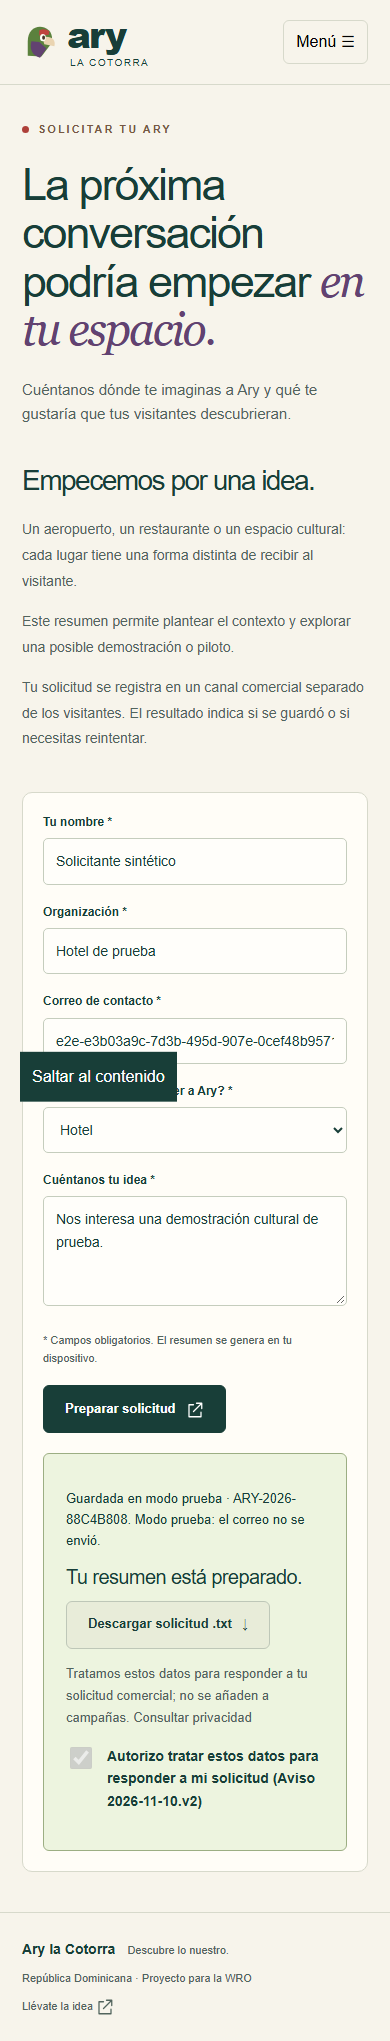 ary
LA COTORRA
Menú ☰
SOLICITAR TU ARY
La próxima
conversación
podría empezar en
tu espacio.
Cuéntanos dónde te imaginas a Ary y qué te
gustaría que tus visitantes descubrieran.
Empecemos por una idea.
Un aeropuerto, un restaurante o un espacio cultural:
cada lugar tiene una forma distinta de recibir al
visitante.
Este resumen permite plantear el contexto y explorar
una posible demostración o piloto.
Tu solicitud se registra en un canal comercial separado
de los visitantes. El resultado indica si se guardó o si
necesitas reintentar.
Tu nombre *
Solicitante sintético
Organización *
Hotel de prueba
Correo de contacto *
e2e-e3b03a9c-7d3b-495d-907e-0cef48b957
Saltar al contenido
er a Ary? *
Hotel
Cuéntanos tu idea *
Nos interesa una demostración cultural de
prueba.
* Campos obligatorios. El resumen se genera en tu
dispositivo.
Preparar solicitud
Guardada en modo prueba · ARY-2026-
88C4B808. Modo prueba: el correo no se
envió.
Tu resumen está preparado.
Descargar solicitud .txt ↓
Tratamos estos datos para responder a tu
solicitud comercial; no se añaden a
campañas. Consultar privacidad
Autorizo tratar estos datos para
responder a mi solicitud (Aviso
2026-11-10.v2)
Ary la Cotorra Descubre lo nuestro.
República Dominicana · Proyecto para la WRO
Llévate la idea